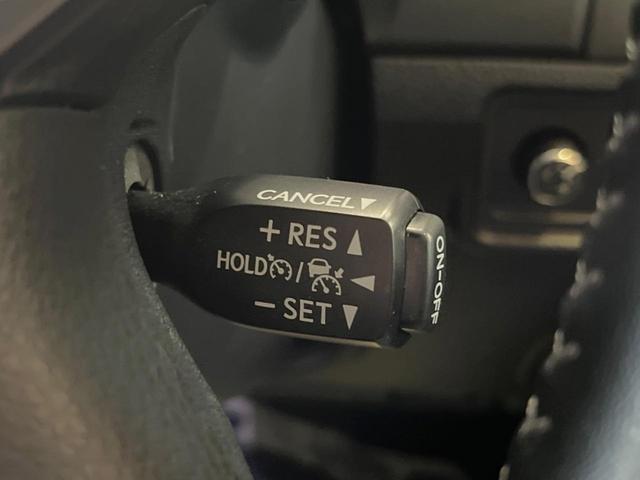 CANCEL▼
+ RES ▲
HOLD / ◀
− SET ▼
ON-OFF